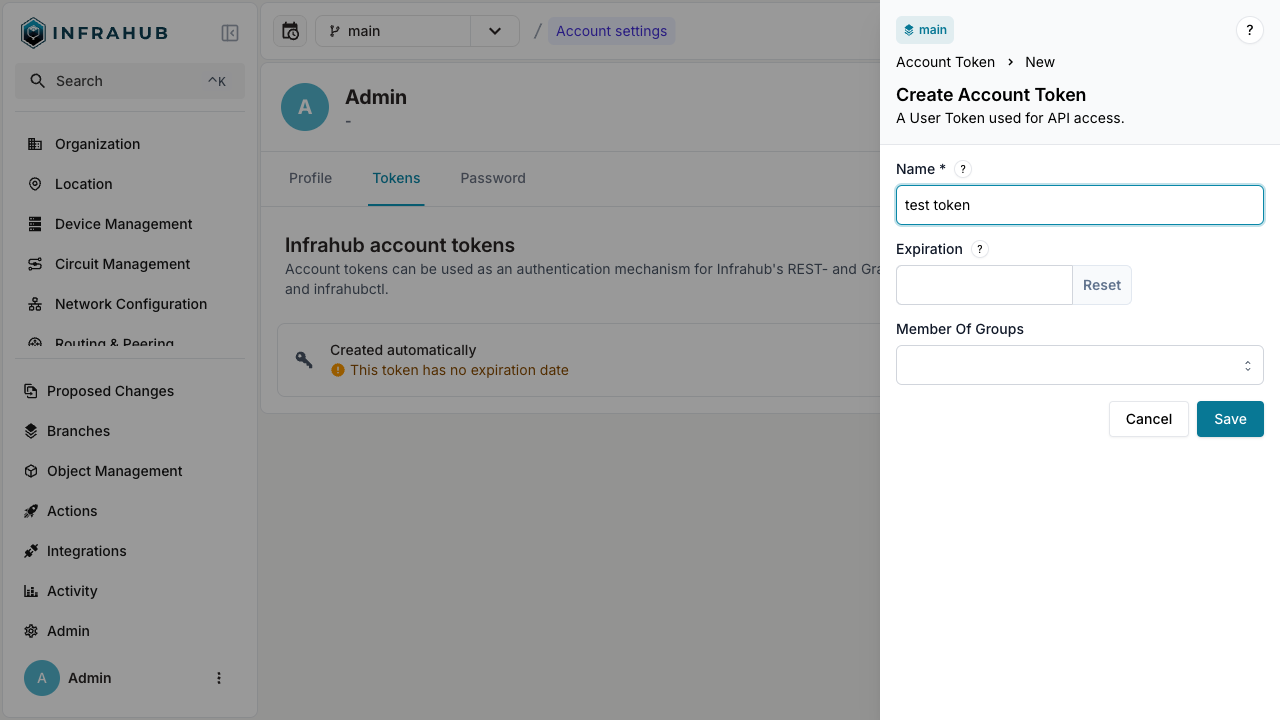 INFRAHUB
Search ^K
Organization
Location
Device Management
Circuit Management
Network Configuration
Routing & Peering
Proposed Changes
Branches
Object Management
Actions
Integrations
Activity
Admin
A Admin
main / Account settings
A
Admin
-
Profile Tokens Password
Infrahub account tokens
Account tokens can be used as an authentication mechanism for Infrahub's REST- and Gra
and infrahubctl.
Created automatically
This token has no expiration date
main ?
Account Token > New
Create Account Token
A User Token used for API access.
Name * ?
test token
Expiration ?
Reset
Member Of Groups
Cancel Save